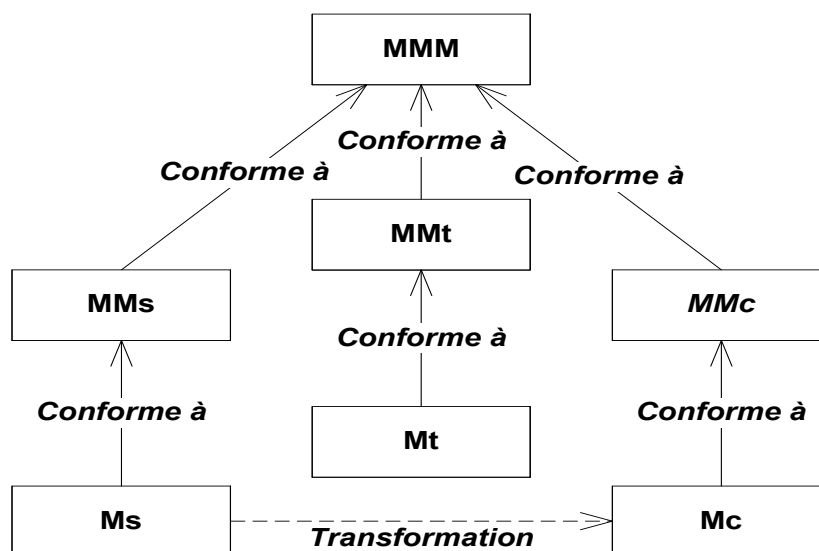 MMM
Conforme à
Conforme à
Conforme à
MMt
MMs
MMc
Conforme à
Conforme à
Conforme à
Mt
Ms
Mc
Transformation